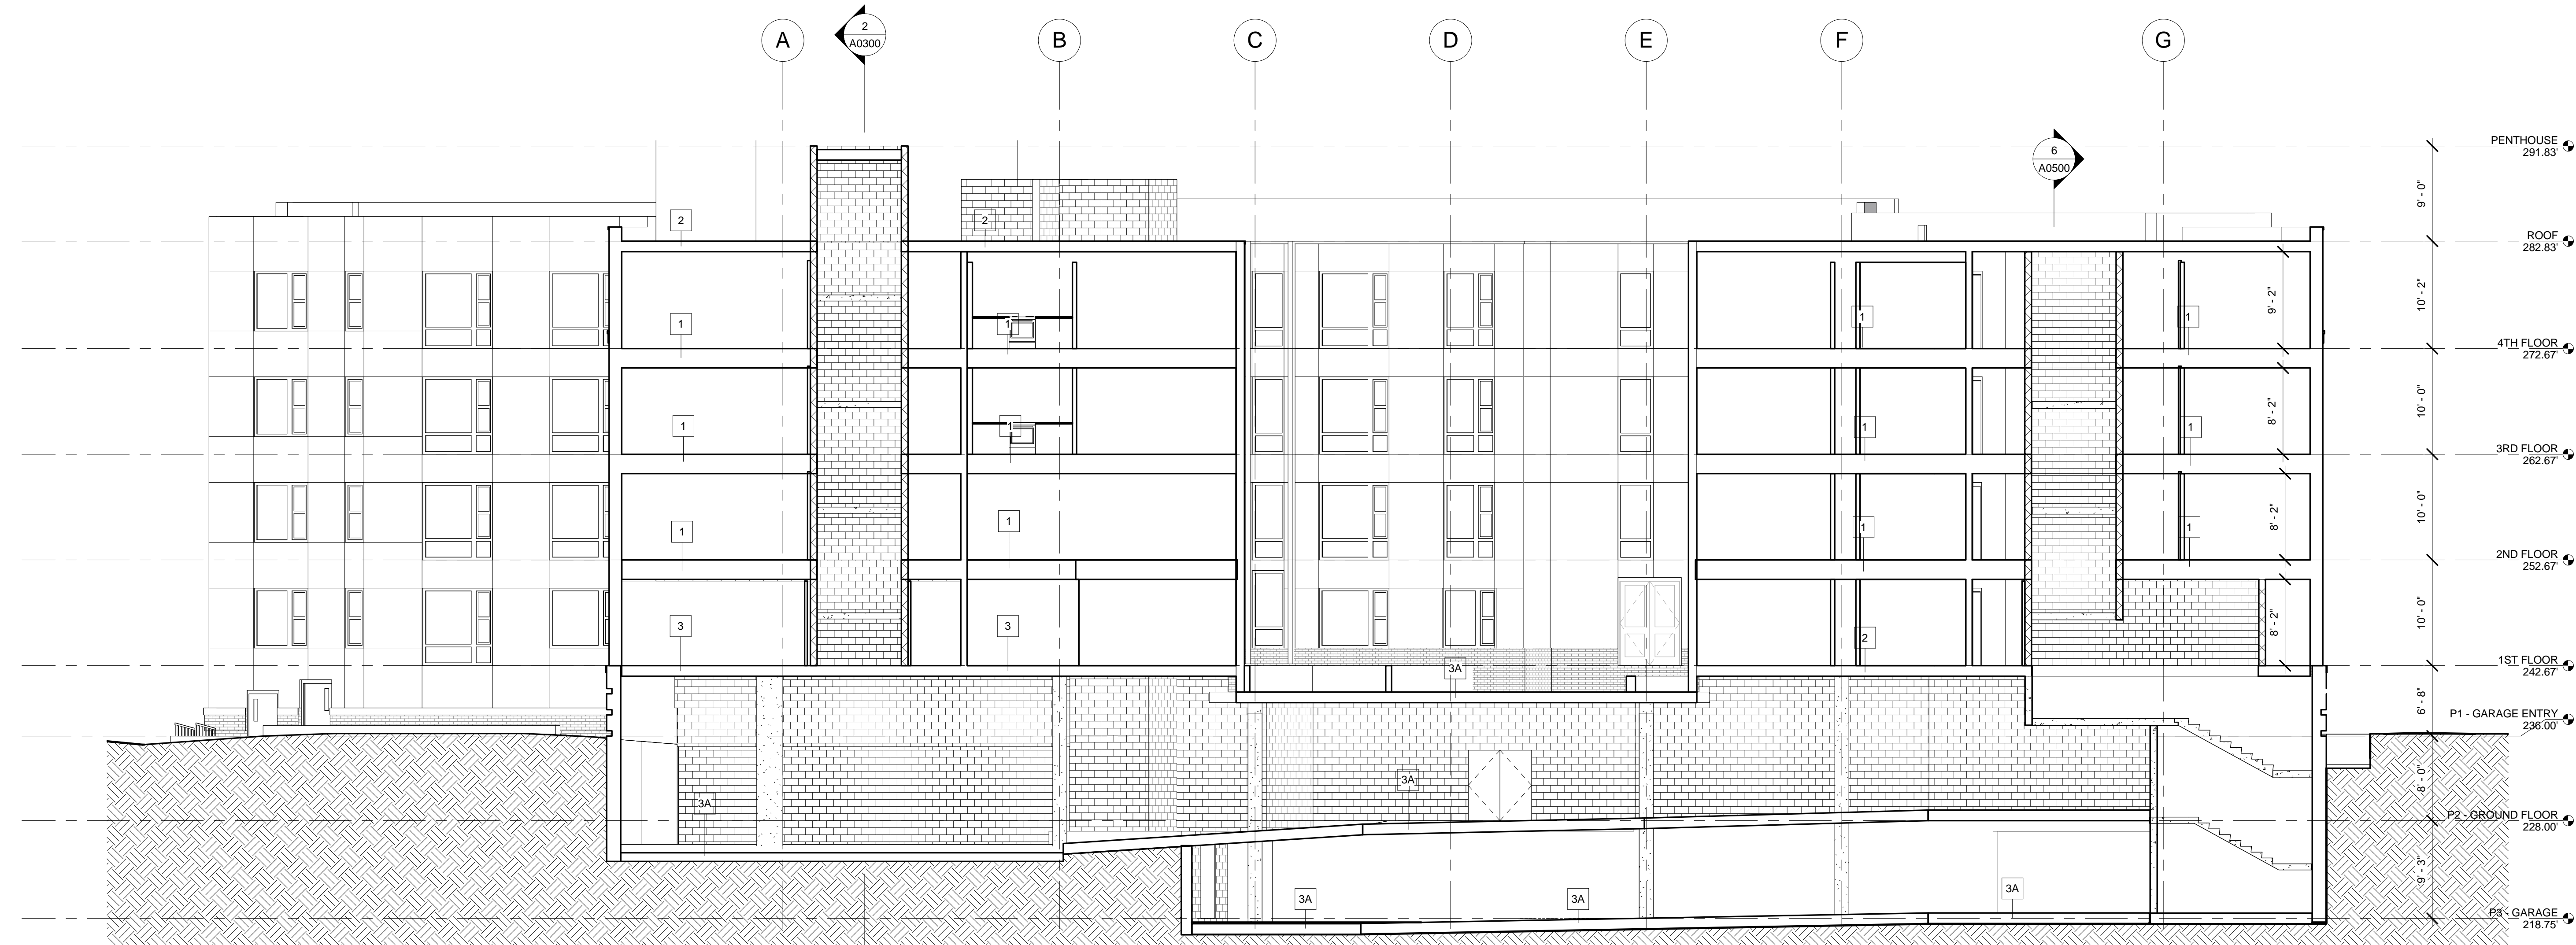 A
2
A0300
B
C
D
E
F
G
6
A0500
PENTHOUSE
291.83'
9' - 0"
2
2
ROOF
282.83'
9' - 2"
10' - 2"
1
1
1
1
4TH FLOOR
272.67'
8' - 2"
10' - 0"
1
1
1
1
3RD FLOOR
262.67'
8' - 2"
10' - 0"
1
1
1
1
2ND FLOOR
252.67'
8' - 2"
10' - 0"
3
3
2
1ST FLOOR
242.67'
3A
6' - 8"
P1 - GARAGE ENTRY
236.00'
3A
3A
8' - 0"
P2 - GROUND FLOOR
228.00'
9' - 3"
3A
3A
3A
P3 - GARAGE
218.75'